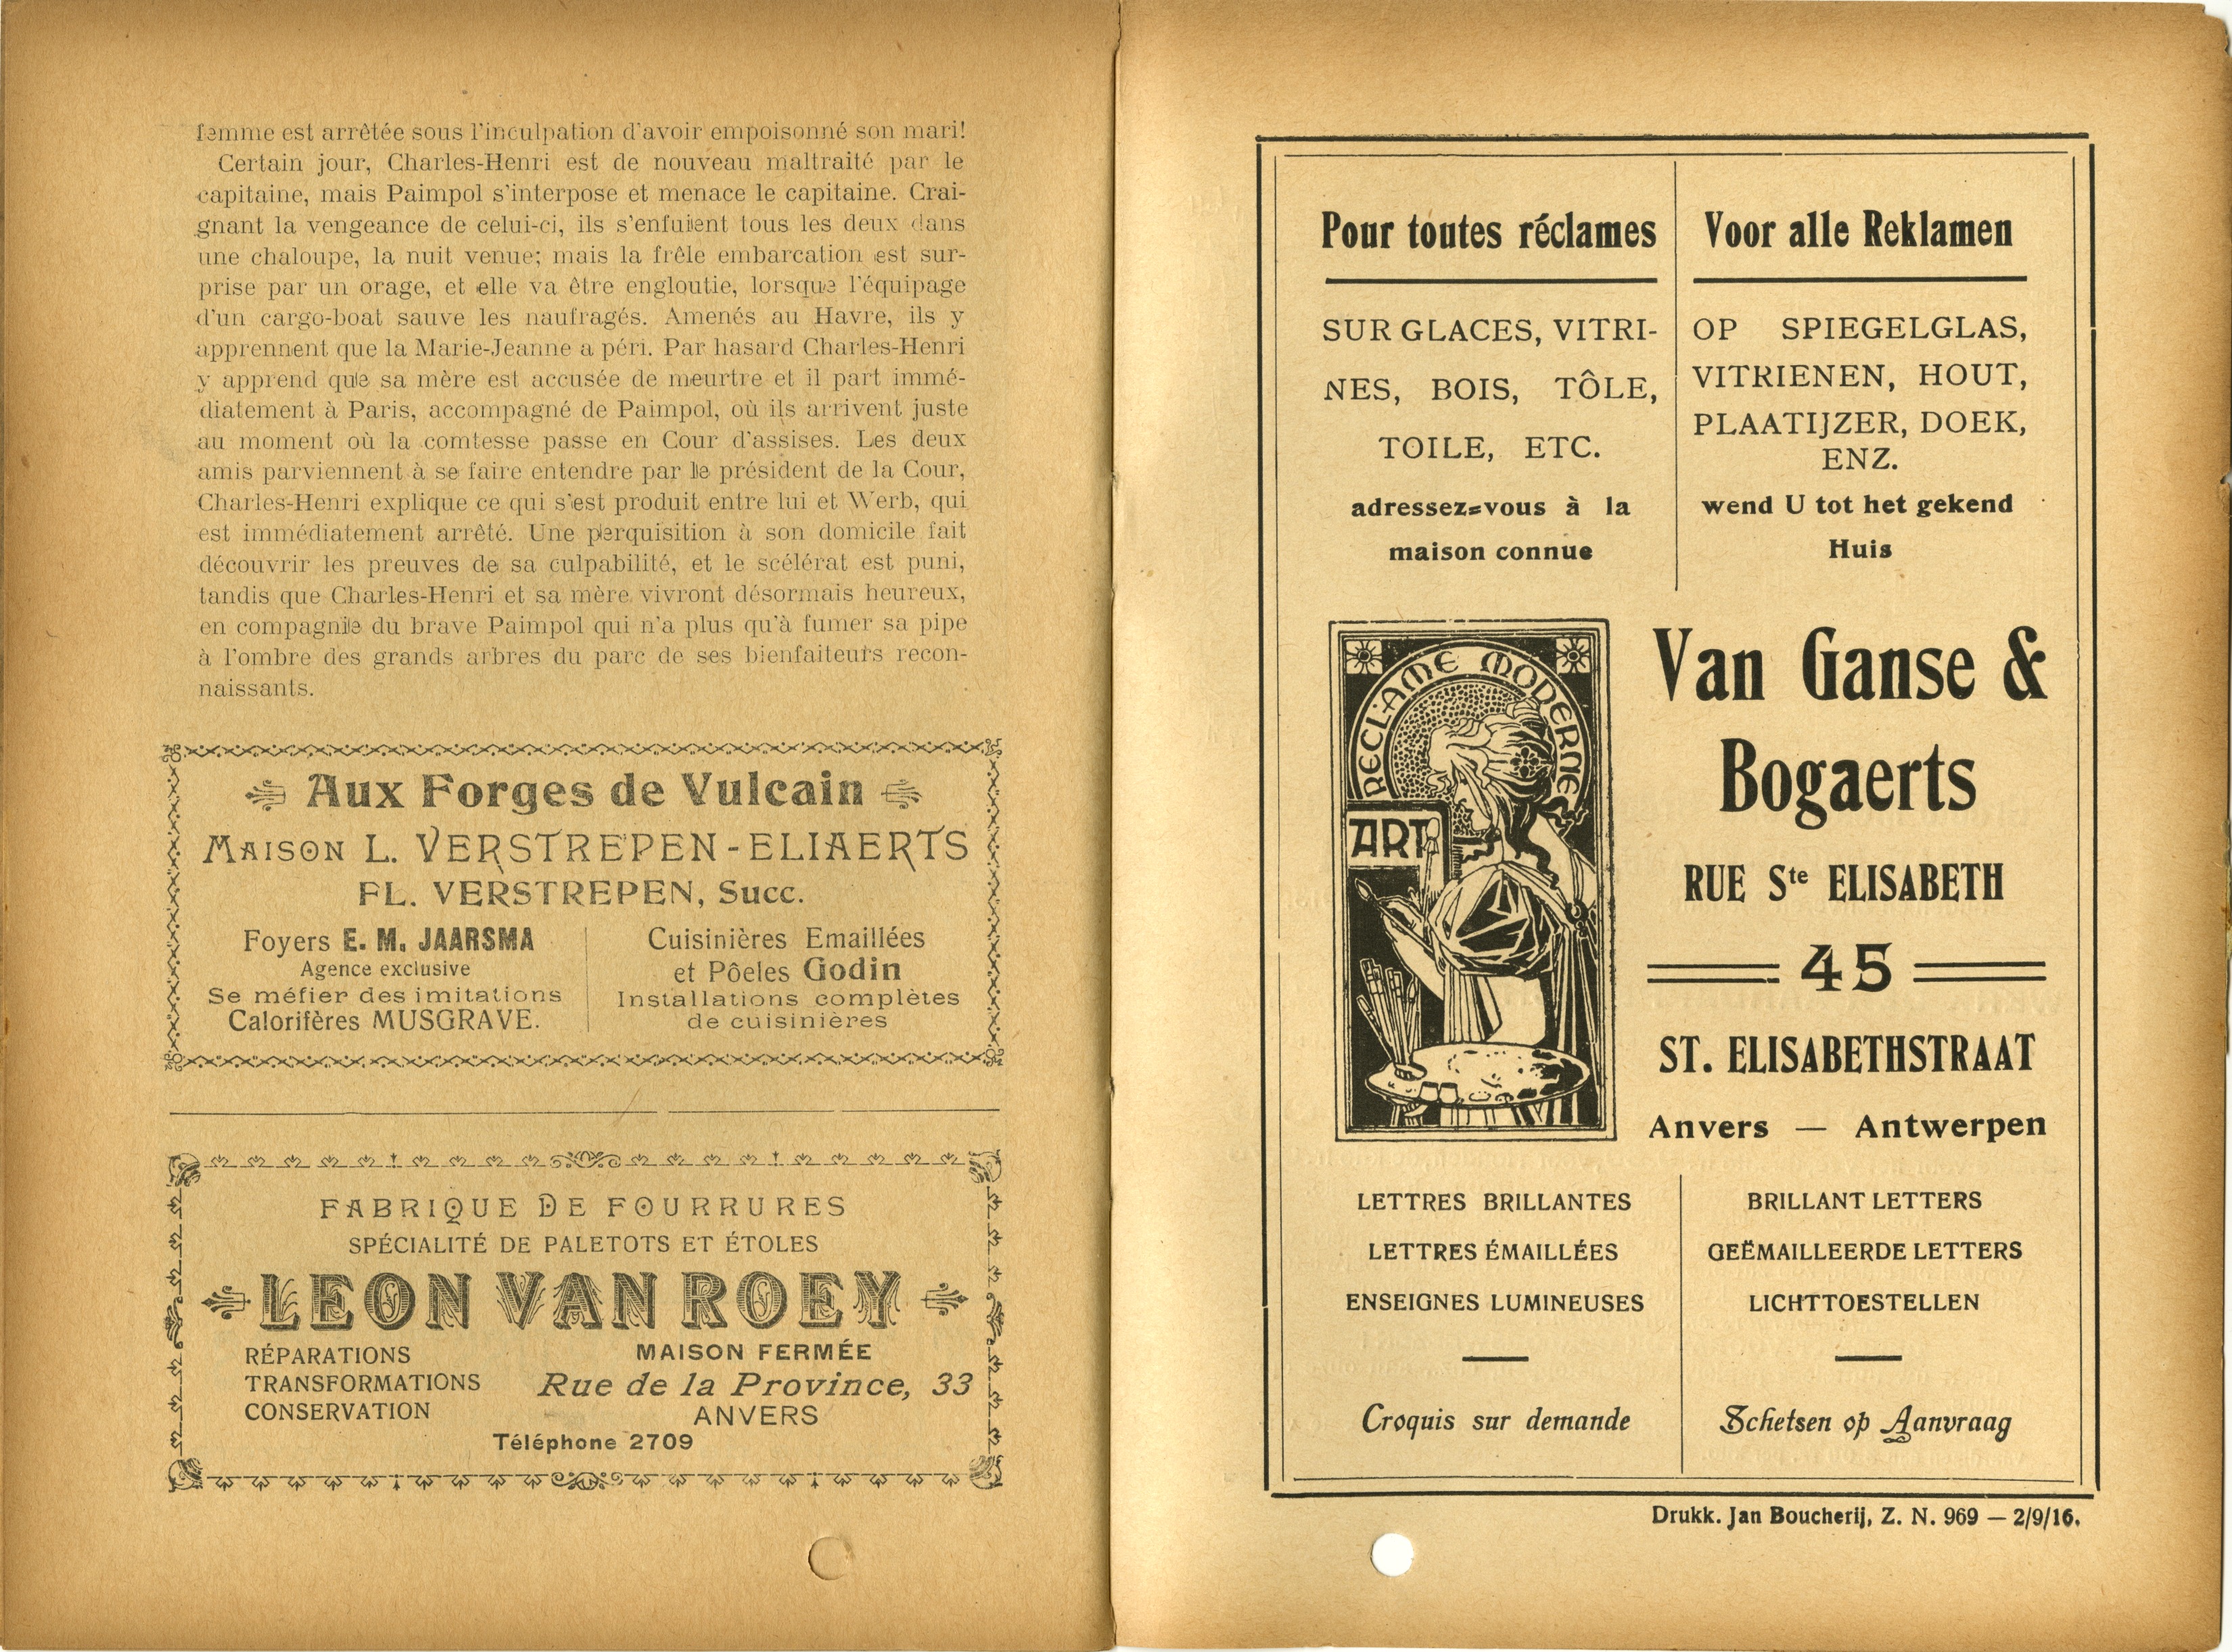 femme est arrêtée sous l'inculpation d'avoir empoisonné son mari!
Certain jour, Charles-Henri est de nouveau maltraité par le
capitaine, mais Paimpol s'interpose et menace le capitaine. Crai-
gnant la vengeance de celui-ci, ils s'enfuient tous les deux dans
une chaloupe, la nuit venue; mais la frêle embarcation est sur-
prise par un orage, et elle va être engloutie, lorsque l'équipage
d'un cargo-boat sauve les naufragés. Amenés au Havre, ils y
apprennent que la Marie-Jeanne a péri. Par hasard Charles-Henri
y apprend que sa mère est accusée de meurtre et il part immé-
diatement à Paris, accompagné de Paimpol, où ils arrivent juste
au moment où la comtesse passe en Cour d'assises. Les deux
amis parviennent à se faire entendre par le président de la Cour,
Charles-Henri explique ce qui s'est produit entre lui et Werb, qui
est immédiatement arrêté. Une perquisition à son domicile fait
découvrir les preuves de sa culpabilité, et le scélérat est puni,
tandis que Charles-Henri et sa mère vivront désormais heureux,
en compagnie du brave Paimpol qui n'a plus qu'à fumer sa pipe
à l'ombre des grands arbres du parc de ses bienfaiteurs recon-
naissants.
Aux Forges de Vulcain
MAISON L. VERSTREPEN-ELIAERTS
FL. VERSTREPEN, Succ.
Foyers E. M. JAARSMA
Agence exclusive
Se méfier des imitations
Calorifères MUSGRAVE.
Cuisinières Emaillées
et Pôeles Godin
Installations complètes
de cuisinières
FABRIQUE DE FOURRURES
SPÉCIALITÉ DE PALETOTS ET ÉTOLES
LEON VAN ROEY
RÉPARATIONS
TRANSFORMATIONS
CONSERVATION
MAISON FERMÉE
Rue de la Province, 33
ANVERS
Téléphone 2709
Pour toutes réclames
SUR GLACES, VITRI-
NES, BOIS, TÔLE,
TOILE, ETC.
adressez=vous à la
maison connue
Voor alle Reklamen
OP SPIEGELGLAS,
VITRIENEN, HOUT,
PLAATIJZER, DOEK,
ENZ.
wend U tot het gekend
Huis
RECLAME MODERNE
ART
Van Ganse &
Bogaerts
RUE Ste ELISABETH
45
ST. ELISABETHSTRAAT
Anvers — Antwerpen
LETTRES BRILLANTES
LETTRES ÉMAILLÉES
ENSEIGNES LUMINEUSES
Croquis sur demande
BRILLANT LETTERS
GEËMAILLEERDE LETTERS
LICHTTOESTELLEN
Schetsen op Aanvraag
Drukk. Jan Boucherij, Z. N. 969 — 2/9/16.